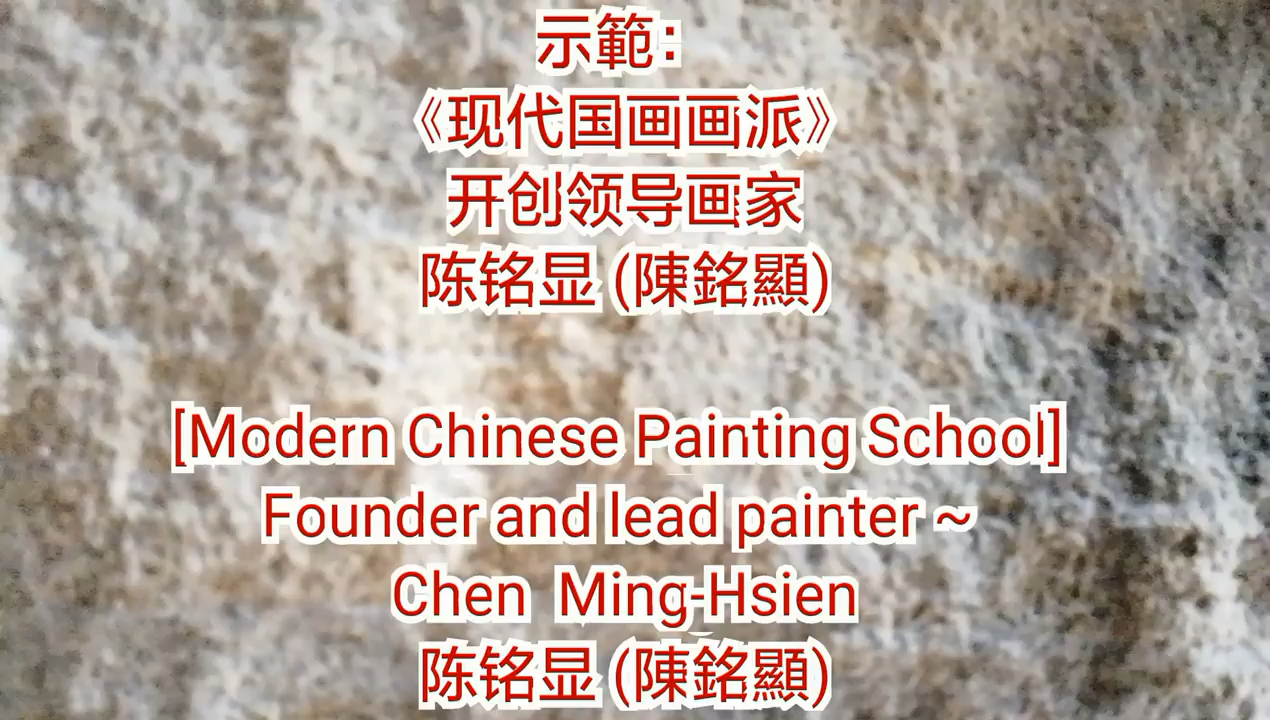 示範：
《现代国画画派》
开创领导画家
陈铭显 (陳銘顯)
[Modern Chinese Painting School]
Founder and lead painter ~
Chen Ming-Hsien
陈铭显 (陳銘顯)